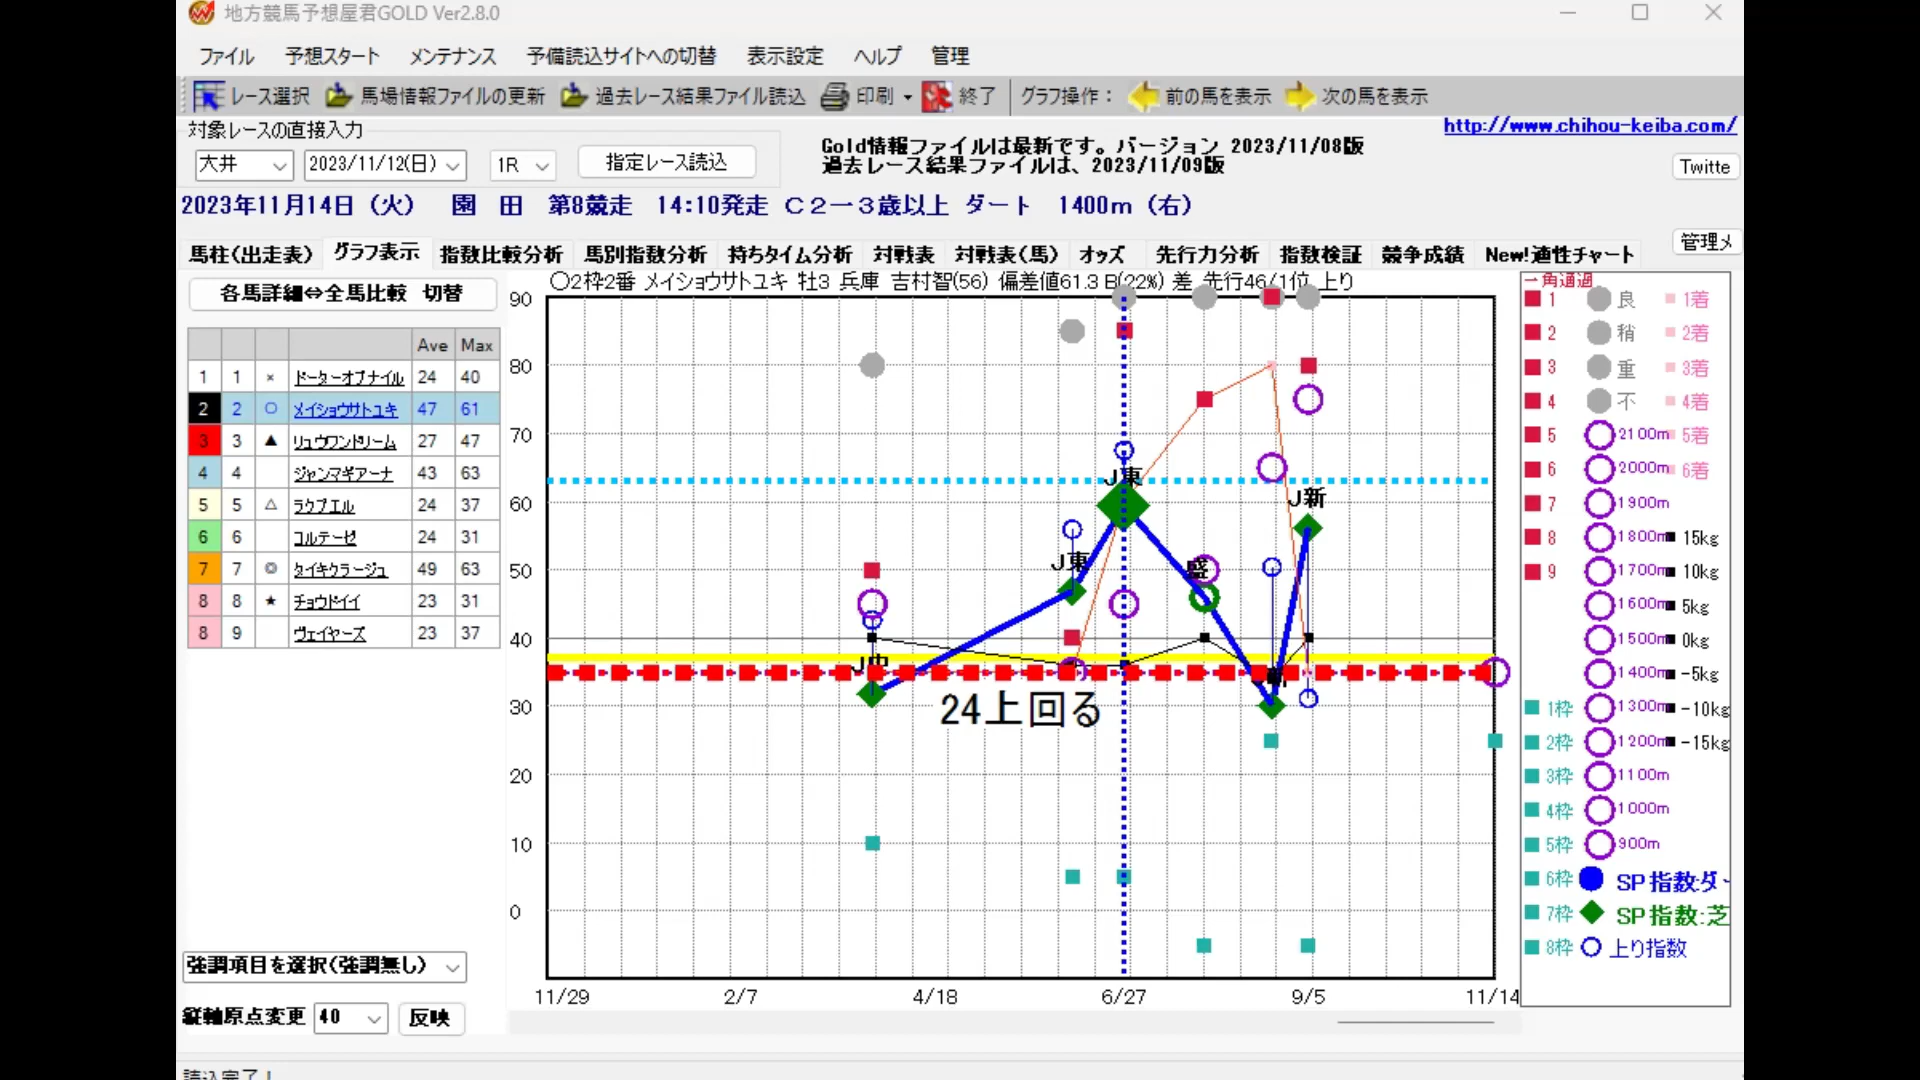 地方競馬予想屋君GOLD Ver2.8.0
ファイル 予想スタート メンテナンス 予備読込サイトへの切替 表示設定 ヘルプ 管理
レース選択 馬場情報ファイルの更新 過去レース結果ファイル読込 印刷 終了 グラフ操作： 前の馬を表示 次の馬を表示
対象レースの直接入力
http://www.chihou-keiba.com/
大井 2023/11/12(日) 1R 指定レース読込
Gold情報ファイルは最新です。バージョン 2023/11/08版
過去レース結果ファイルは、2023/11/09版
Twitte
2023年11月14日（火） 園 田 第8競走 14:10発走 Ｃ２一３歳以上 ダート 1400m（右）
管理メ
馬柱(出走表) グラフ表示 指数比較分析 馬別指数分析 持ちタイム分析 対戦表 対戦表(馬) オッズ 先行力分析 指数検証 競争成績 New!適性チャート
各馬詳細⇔全馬比較 切替
〇2枠2番 メイショウサトユキ 牡3 兵庫 吉村智(56) 偏差値61.3 B(22%) 差 先行46/1位 上り
Ave Max
1 1 × ドーターオブナイル 24 40
2 2 ○ メイショウサトユキ 47 61
3 3 ▲ リュウワンドリーム 27 47
4 4 ジャンマギアーナ 43 63
5 5 △ ラクプエル 24 37
6 6 コルテーゼ 24 31
7 7 ◎ タイキクラージュ 49 63
8 8 ★ チョウドイイ 23 31
8 9 ヴェイヤーズ 23 37
90
80
70
60
50
40
30
20
10
0
J東
J新
J東
盛
J中
24上回る
11/29 2/7 4/18 6/27 9/5 11/14
一角通過
1 良 1着
2 稍 2着
3 重 3着
4 不 4着
5 2100m 5着
6 2000m 6着
7 1900m
8 1800m 15kg
9 1700m 10kg
1600m 5kg
1500m 0kg
1400m -5kg
1枠 1300m -10kg
2枠 1200m -15kg
3枠 1100m
4枠 1000m
5枠 900m
6枠 SP指数:ダ
7枠 SP指数:芝
8枠 上り指数
強調項目を選択(強調無し)
縦軸原点変更 40 反映
読込完了！